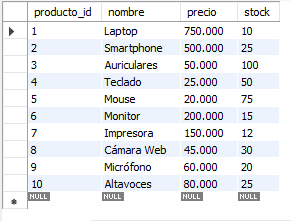 producto_id nombre precio stock
1 Laptop 750.000 10
2 Smartphone 500.000 25
3 Auriculares 50.000 100
4 Teclado 25.000 50
5 Mouse 20.000 75
6 Monitor 200.000 15
7 Impresora 150.000 12
8 Cámara Web 45.000 30
9 Micrófono 60.000 20
10 Altavoces 80.000 25
NULL NULL NULL NULL